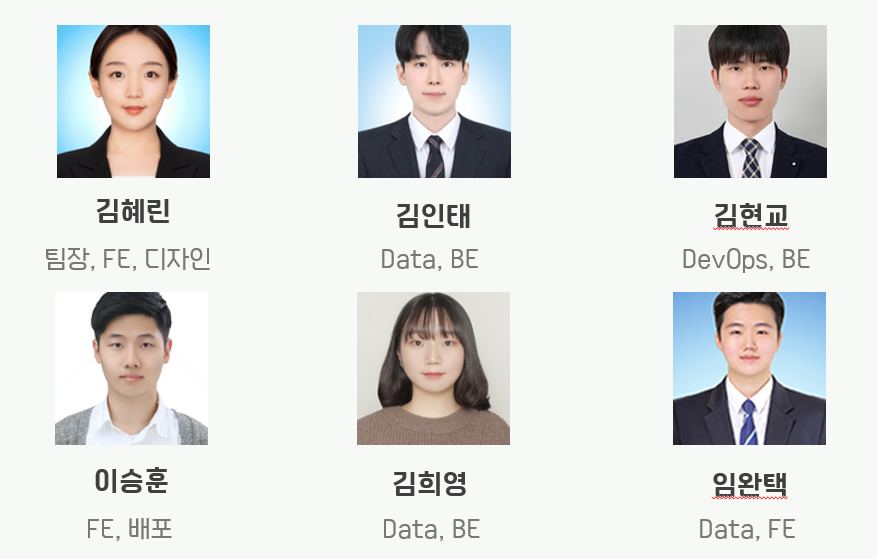 김혜린
김인태
김현교
팀장, FE, 디자인
Data, BE
DevOps, BE
이승훈
김희영
임완택
FE, 배포
Data, BE
Data, FE